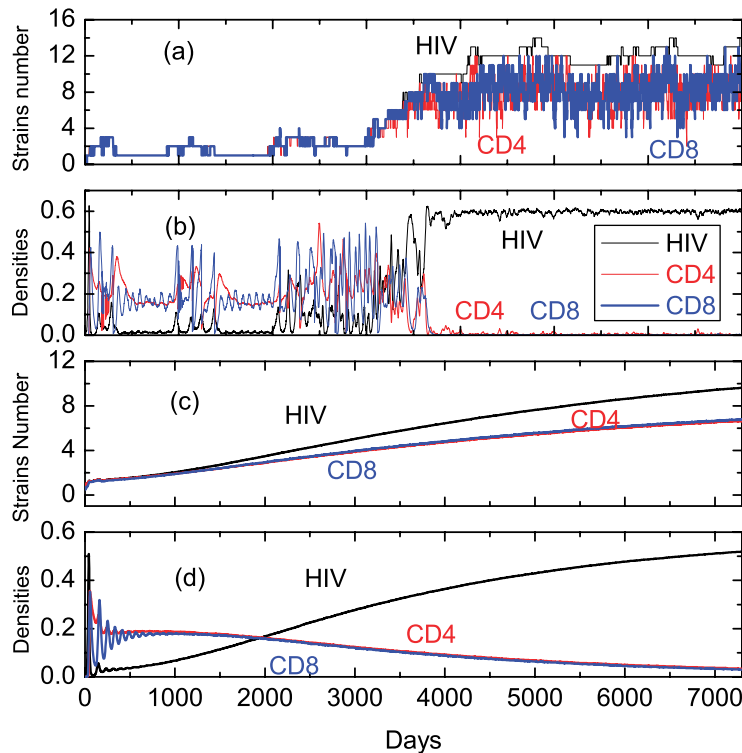 Strains number
16
12
8
4
0
(a)
HIV
CD4
CD8
Densities
0.6
0.4
0.2
0.0
(b)
HIV
CD4
CD8
HIV
CD4
CD8
Strains Number
12
8
4
0
(c)
HIV
CD4
CD8
Densities
0.6
0.4
0.2
0.0
(d)
HIV
CD4
CD8
0 1000 2000 3000 4000 5000 6000 7000
Days